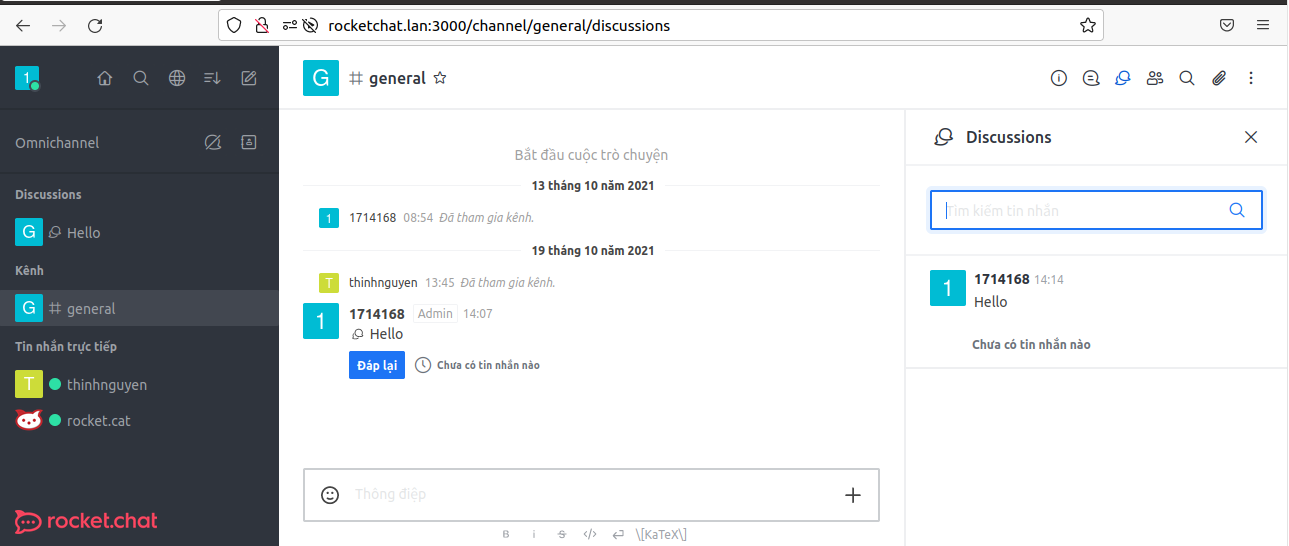 rocketchat.lan:3000/channel/general/discussions
1
Omnichannel
Discussions
G Hello
Kênh
G general
Tin nhắn trực tiếp
T thinhnguyen
rocket.cat
rocket.chat
G general
Bắt đầu cuộc trò chuyện
13 tháng 10 năm 2021
1 1714168 08:54 Đã tham gia kênh.
19 tháng 10 năm 2021
T thinhnguyen 13:45 Đã tham gia kênh.
1 1714168 Admin 14:07
Hello
Đáp lại Chưa có tin nhắn nào
Thông điệp
B i S </> \[KaTeX\]
Discussions
Tìm kiếm tin nhắn
1 1714168 14:14
Hello
Chưa có tin nhắn nào